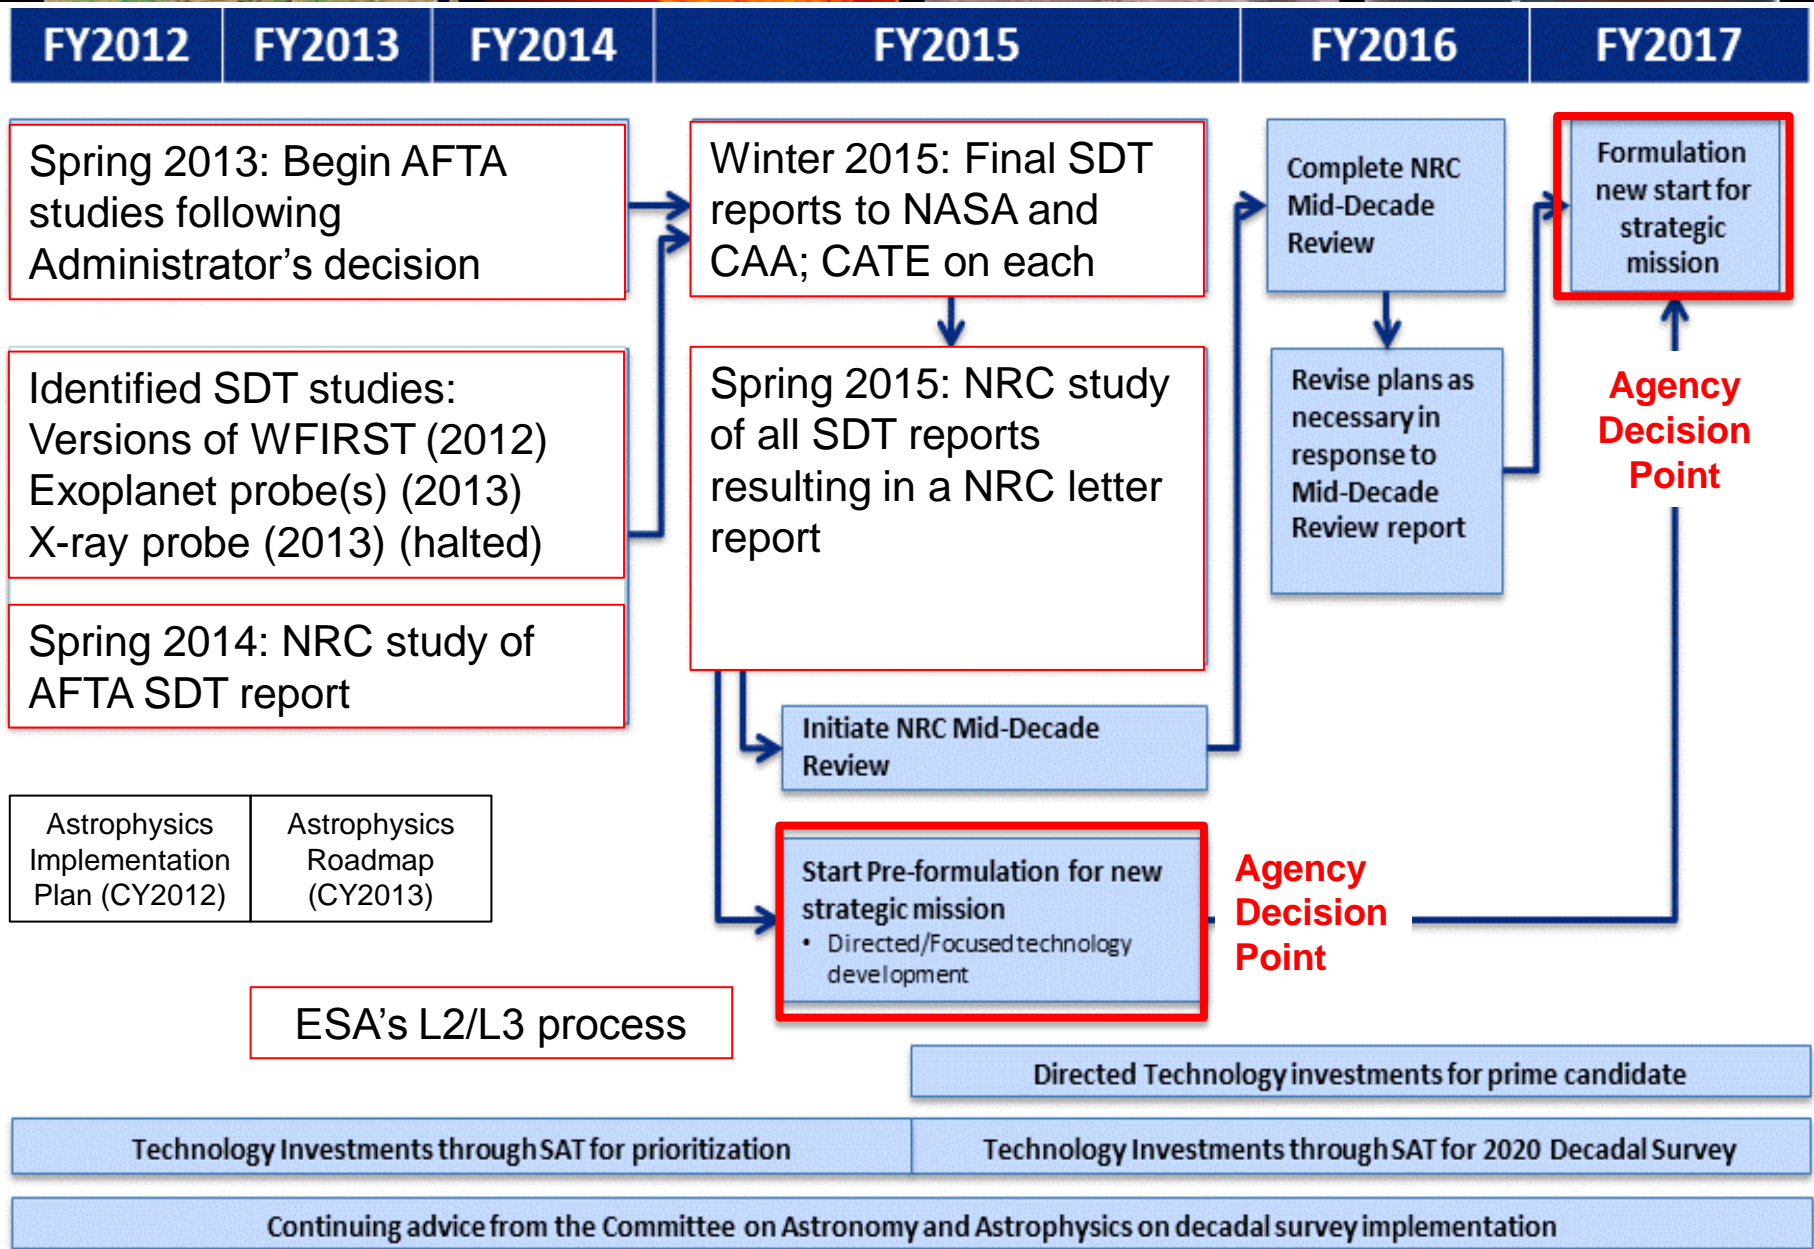 FY2012 FY2013 FY2014 FY2015 FY2016 FY2017
Spring 2013: Begin AFTA
studies following
Administrator’s decision
Winter 2015: Final SDT
reports to NASA and
CAA; CATE on each
Complete NRC
Mid-Decade
Review
Formulation
new start for
strategic
mission
Identified SDT studies:
Versions of WFIRST (2012)
Exoplanet probe(s) (2013)
X-ray probe (2013) (halted)
Spring 2015: NRC study
of all SDT reports
resulting in a NRC letter
report
Revise plans as
necessary in
response to
Mid-Decade
Review report
Agency
Decision
Point
Spring 2014: NRC study of
AFTA SDT report
Initiate NRC Mid-Decade
Review
Astrophysics
Implementation
Plan (CY2012)
Astrophysics
Roadmap
(CY2013)
Start Pre-formulation for new
strategic mission
• Directed/Focused technology
development
Agency
Decision
Point
ESA’s L2/L3 process
Directed Technology investments for prime candidate
Technology Investments through SAT for prioritization
Technology Investments through SAT for 2020 Decadal Survey
Continuing advice from the Committee on Astronomy and Astrophysics on decadal survey implementation